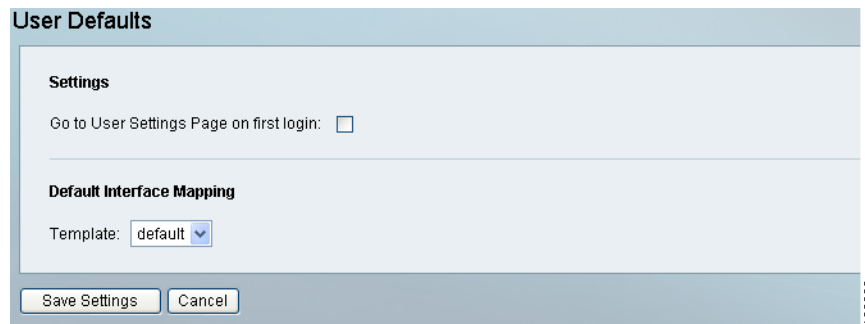 User Defaults
Settings
Go to User Settings Page on first login:
Default Interface Mapping
Template: default
Save Settings Cancel